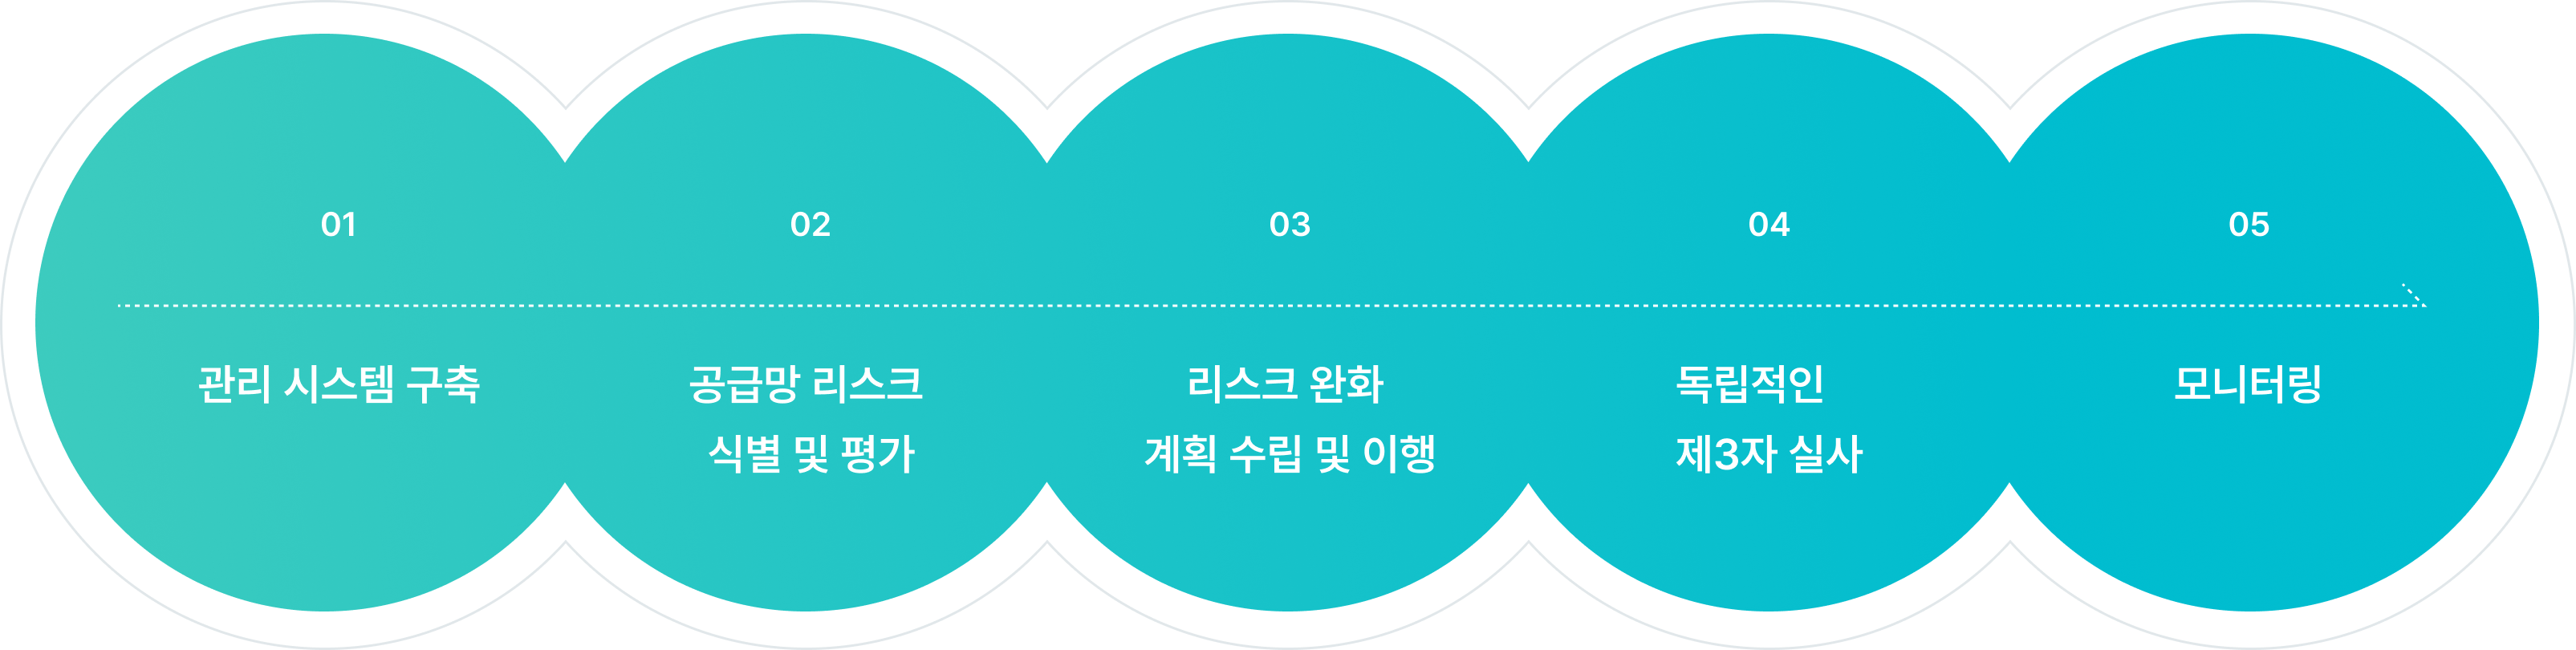 01
관리 시스템 구축
02
공급망 리스크
식별 및 평가
03
리스크 완화
계획 수립 및 이행
04
독립적인
제3자 실사
05
모니터링